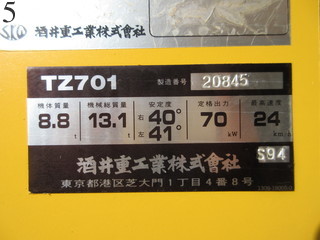 5
酒井重工業株式會社
TZ701
製造番号 20845
機体質量 機械総質量 安定度 定格出力 最高速度
8.8 t 13.1 t 右 40° 左 41° 70 kW 24 km/h
酒井重工業株式會社
S94
東京都港区芝大門1丁目4番8号